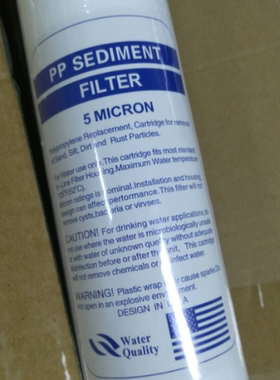 PP SEDIMENT
FILTER
5 MICRON
Polypropylene Replacement, Cartridge for removal
of Sand, Silt, Dirt and Rust Particles.
For Water use only. This cartridge fits most standard
In-Line Filter Housing. Maximum Water temperature
Micron ratings is nominal. Installation and housing
design can affect performance. This filter will not
remove cysts, bacteria or virvses.
CAUTION! For drinking water applications, do
not use where the water is microbiologically unsafe
or with water of unknown quality without adequate
disinfection before or after the unit. This cartridge
will not remove chemicals or disinfect water.
WARNING! Plastic wrap may cause sparks. Do
not open in an explosive environment.
DESIGN IN
Water
Quality